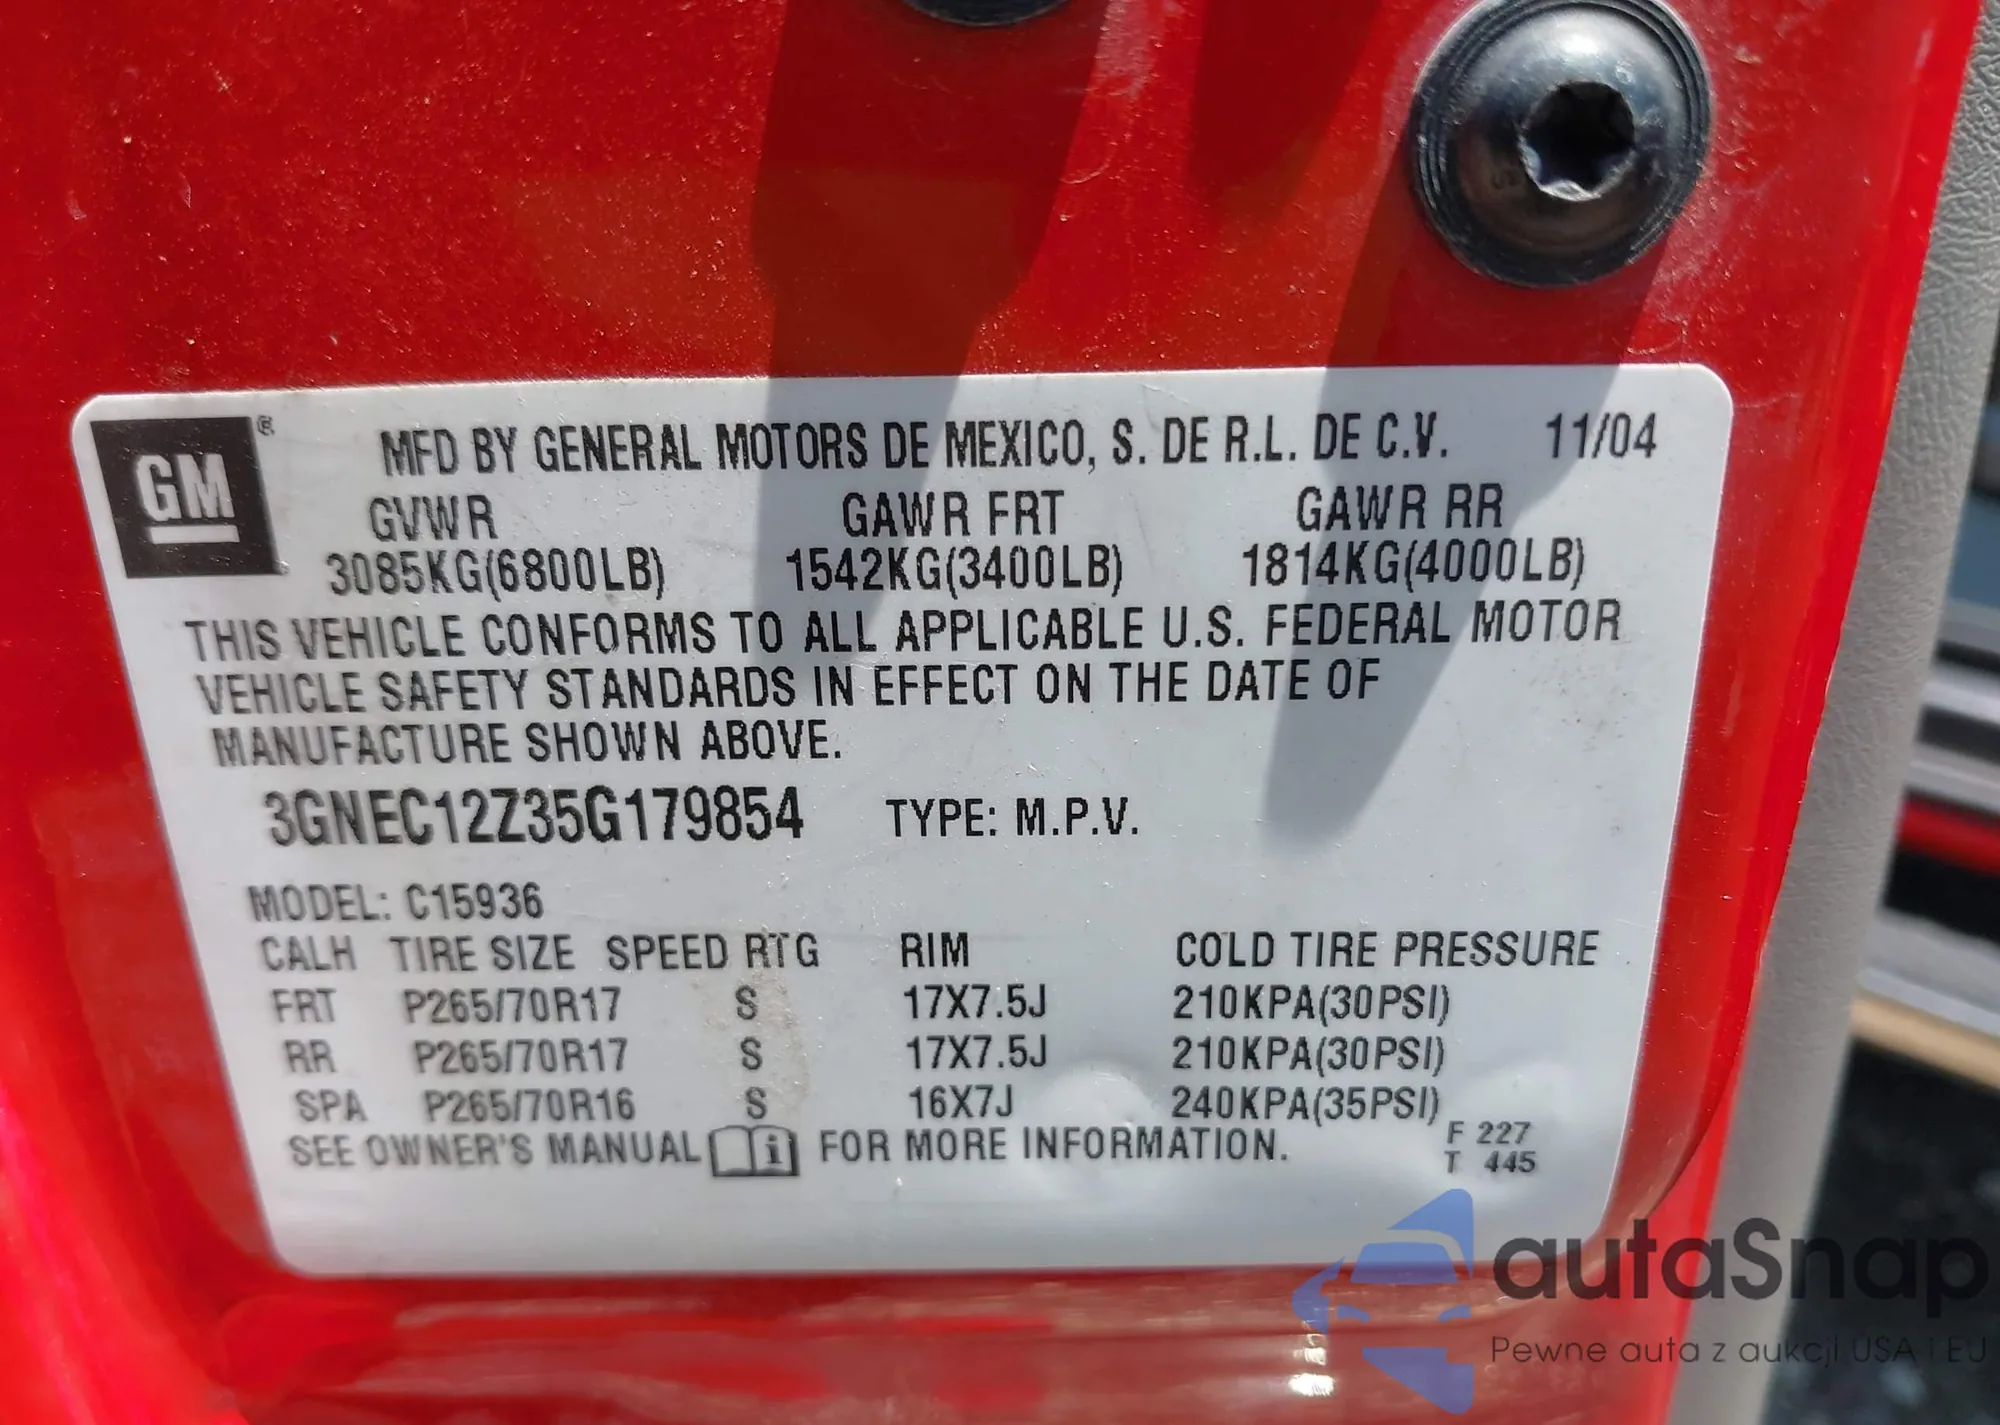 GM ®
MFD BY GENERAL MOTORS DE MEXICO, S. DE R.L. DE C.V. 11/04
GVWR GAWR FRT GAWR RR
3085KG(6800LB) 1542KG(3400LB) 1814KG(4000LB)
THIS VEHICLE CONFORMS TO ALL APPLICABLE U.S. FEDERAL MOTOR
VEHICLE SAFETY STANDARDS IN EFFECT ON THE DATE OF
MANUFACTURE SHOWN ABOVE.
3GNEC12Z35G179854 TYPE: M.P.V.
MODEL: C15936
CALH TIRE SIZE SPEED RTG RIM COLD TIRE PRESSURE
FRT P265/70R17 S 17X7.5J 210KPA(30PSI)
RR P265/70R17 S 17X7.5J 210KPA(30PSI)
SPA P265/70R16 S 16X7J 240KPA(35PSI)
SEE OWNER'S MANUAL i FOR MORE INFORMATION.
F 227
T 445
autaSnap
Pewne auta z aukcji USA i EU